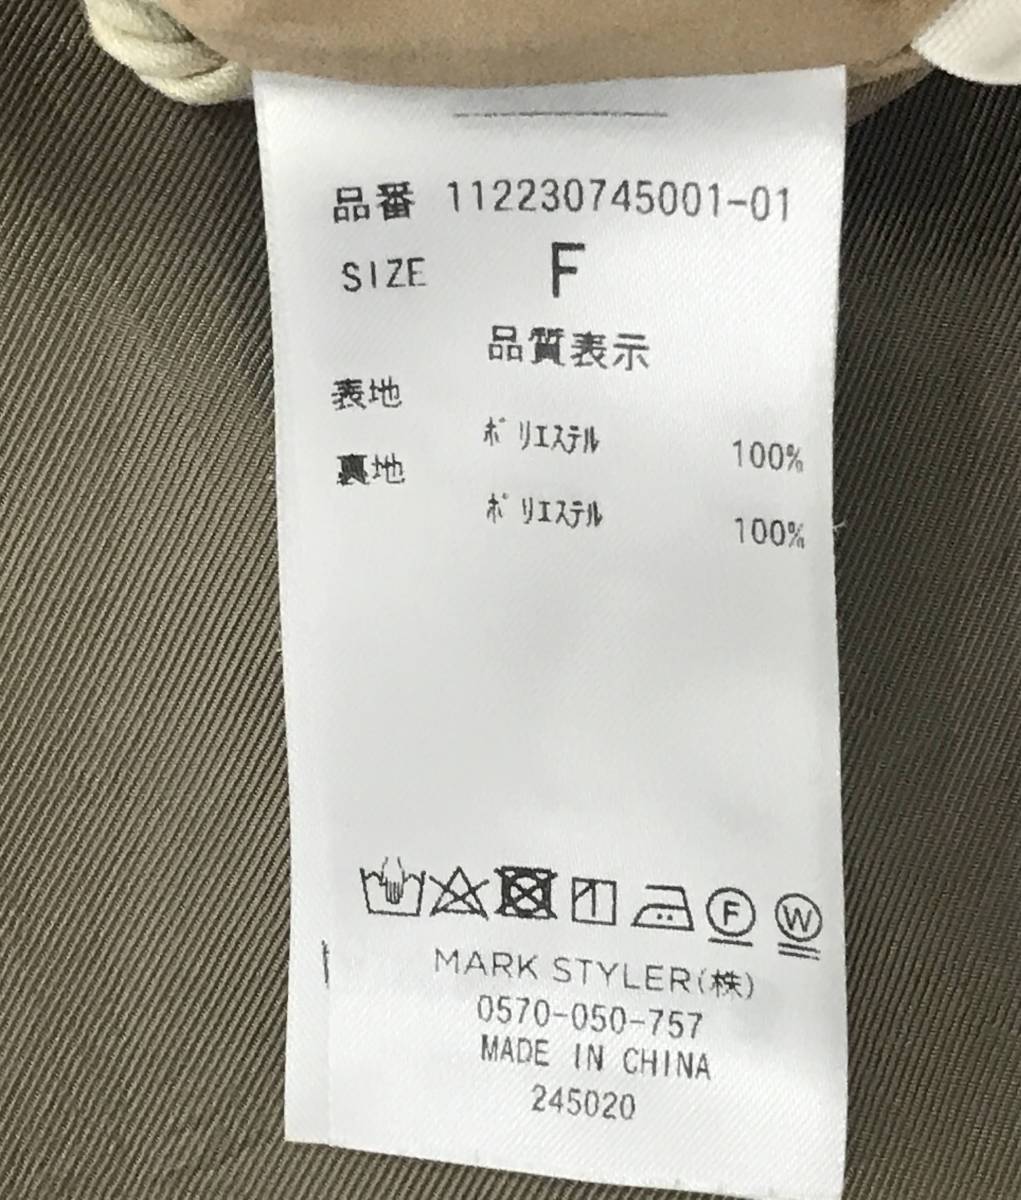 品番 112230745001-01
SIZE F
品質表示
表地
ポリエステル 100%
裏地
ポリエステル 100%
F W
MARK STYLER(株)
0570-050-757
MADE IN CHINA
245020